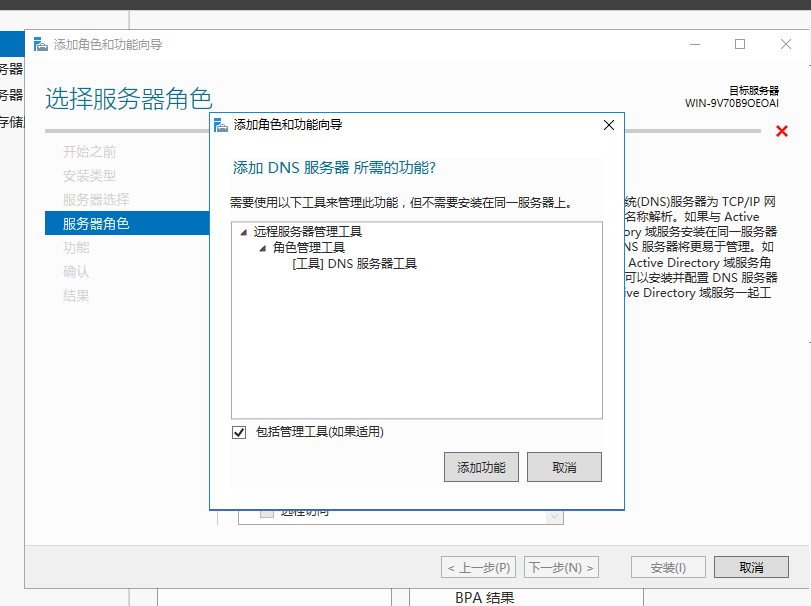 添加角色和功能向导
选择服务器角色
目标服务器
WIN-9V70B9OEOAI
开始之前
安装类型
服务器选择
服务器角色
功能
确认
结果
添加角色和功能向导
添加 DNS 服务器 所需的功能?
需要使用以下工具来管理此功能，但不需要安装在同一服务器上。
远程服务器管理工具
角色管理工具
[工具] DNS 服务器工具
包括管理工具(如果适用)
添加功能
取消
统(DNS)服务器为 TCP/IP 网
名称解析。如果与 Active
ory 域服务安装在同一服务器
NS 服务器将更易于管理。如
Active Directory 域服务角
可以安装并配置 DNS 服务器
ive Directory 域服务一起工
远程访问
< 上一步(P)
下一步(N) >
安装(I)
取消
务器
务器
存储
BPA 结果